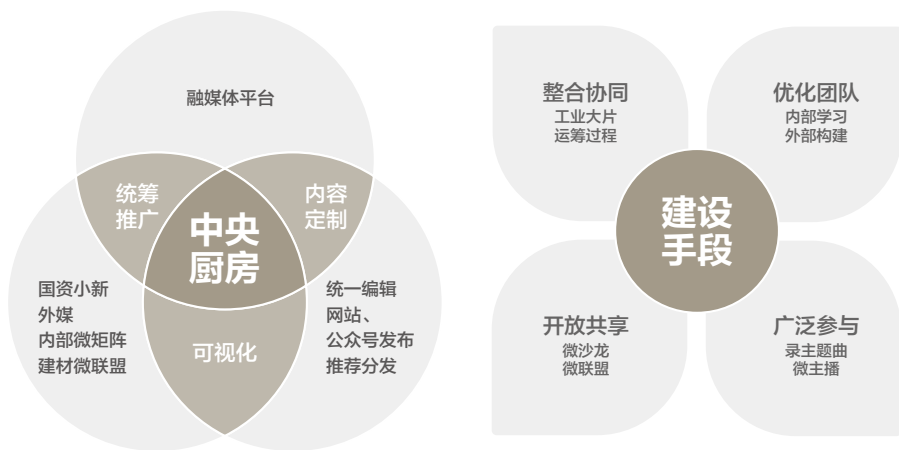 融媒体平台
统筹
推广
内容
定制
中央
厨房
国资小新
外媒
内部微矩阵
建材微联盟
统一编辑
网站、
公众号发布
推荐分发
可视化
整合协同
工业大片
运筹过程
优化团队
内部学习
外部构建
建设
手段
开放共享
微沙龙
微联盟
广泛参与
录主题曲
微主播